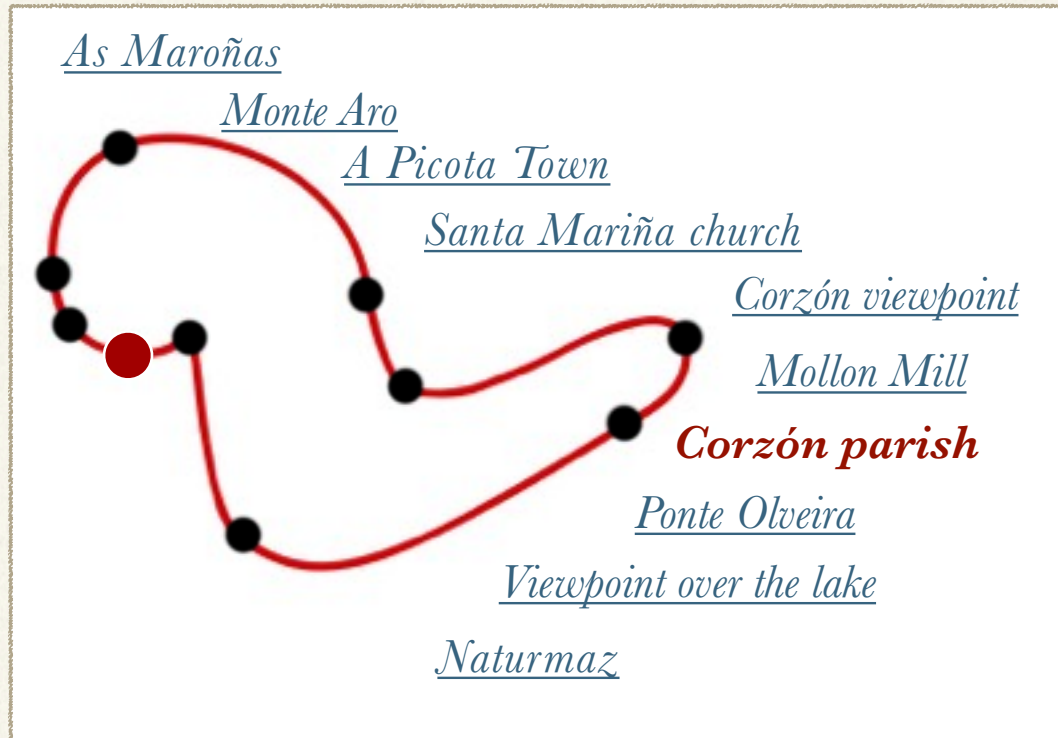 As Maroñas
Monte Aro
A Picota Town
Santa Mariña church
Corzón viewpoint
Mollon Mill
Corzón parish
Ponte Olveira
Viewpoint over the lake
Naturmaz